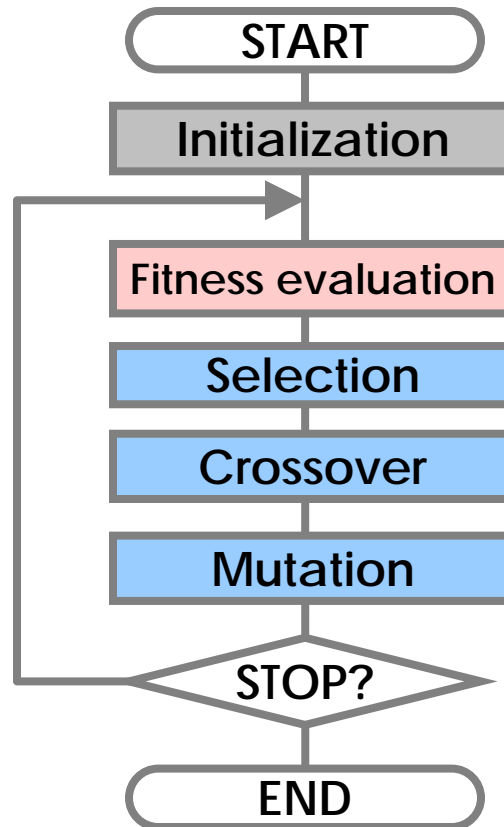 START
Initialization
Fitness evaluation
Selection
Crossover
Mutation
STOP?
END